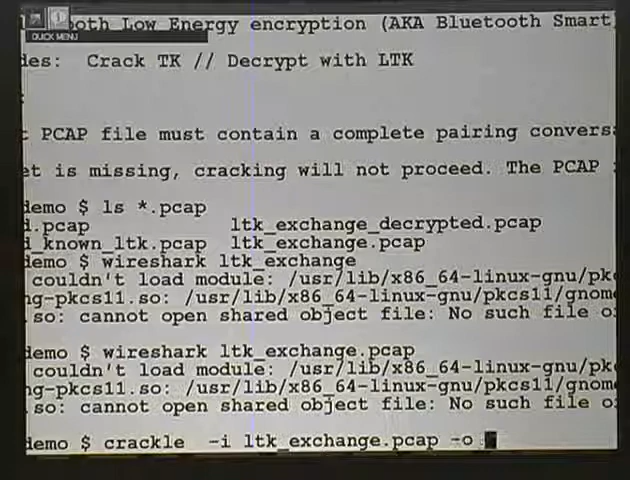 QUICK MENU
ooth Low Energy encryption (AKA Bluetooth Smart
des: Crack TK // Decrypt with LTK
:
t PCAP file must contain a complete pairing convers
et is missing, cracking will not proceed. The PCAP
demo $ ls *.pcap
d.pcap ltk_exchange_decrypted.pcap
d_known_ltk.pcap ltk_exchange.pcap
demo $ wireshark ltk_exchange
couldn't load module: /usr/lib/x86_64-linux-gnu/pkc
ng-pkcs11.so: /usr/lib/x86_64-linux-gnu/pkcs11/gnome
.so: cannot open shared object file: No such file o
demo $ wireshark ltk_exchange.pcap
couldn't load module: /usr/lib/x86_64-linux-gnu/pkc
ng-pkcs11.so: /usr/lib/x86_64-linux-gnu/pkcs11/gnome
.so: cannot open shared object file: No such file o
demo $ crackle -i ltk_exchange.pcap -o